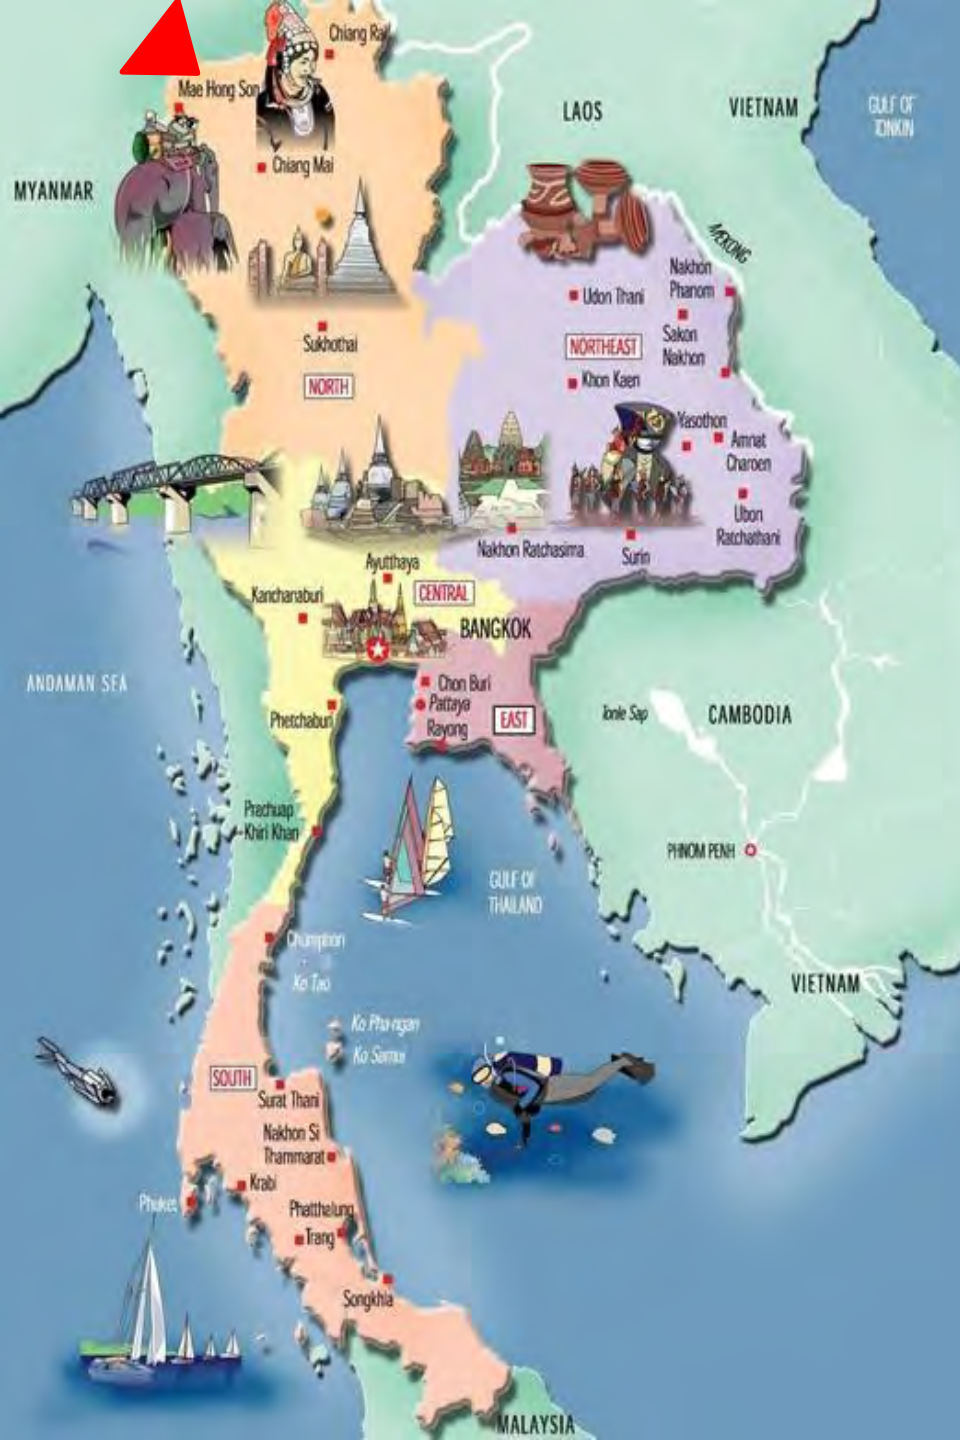 Chiang Rai
Mae Hong Son
LAOS
VIETNAM
GULF OF
TONKIN
Chiang Mai
MYANMAR
MEKONG
Nakhon
Phanom
Udon Thani
Sakon
Nakhon
Sukhothai
NORTHEAST
NORTH
Khon Kaen
Yasothon
Amnat
Charoen
Ubon
Ratchathani
Nakhon Ratchasima
Surin
Ayutthaya
Kanchanaburi
CENTRAL
BANGKOK
ANDAMAN SEA
Chon Buri
Pattaya
Rayong
EAST
Phetchaburi
Tonle Sap
CAMBODIA
Prachuap
Khiri Khan
PHNOM PENH
GULF OF
THAILAND
Chumphon
Ko Tao
VIETNAM
Ko Pha-ngan
Ko Samui
SOUTH
Surat Thani
Nakhon Si
Thammarat
Krabi
Phuket
Phatthalung
Trang
Songkhla
MALAYSIA